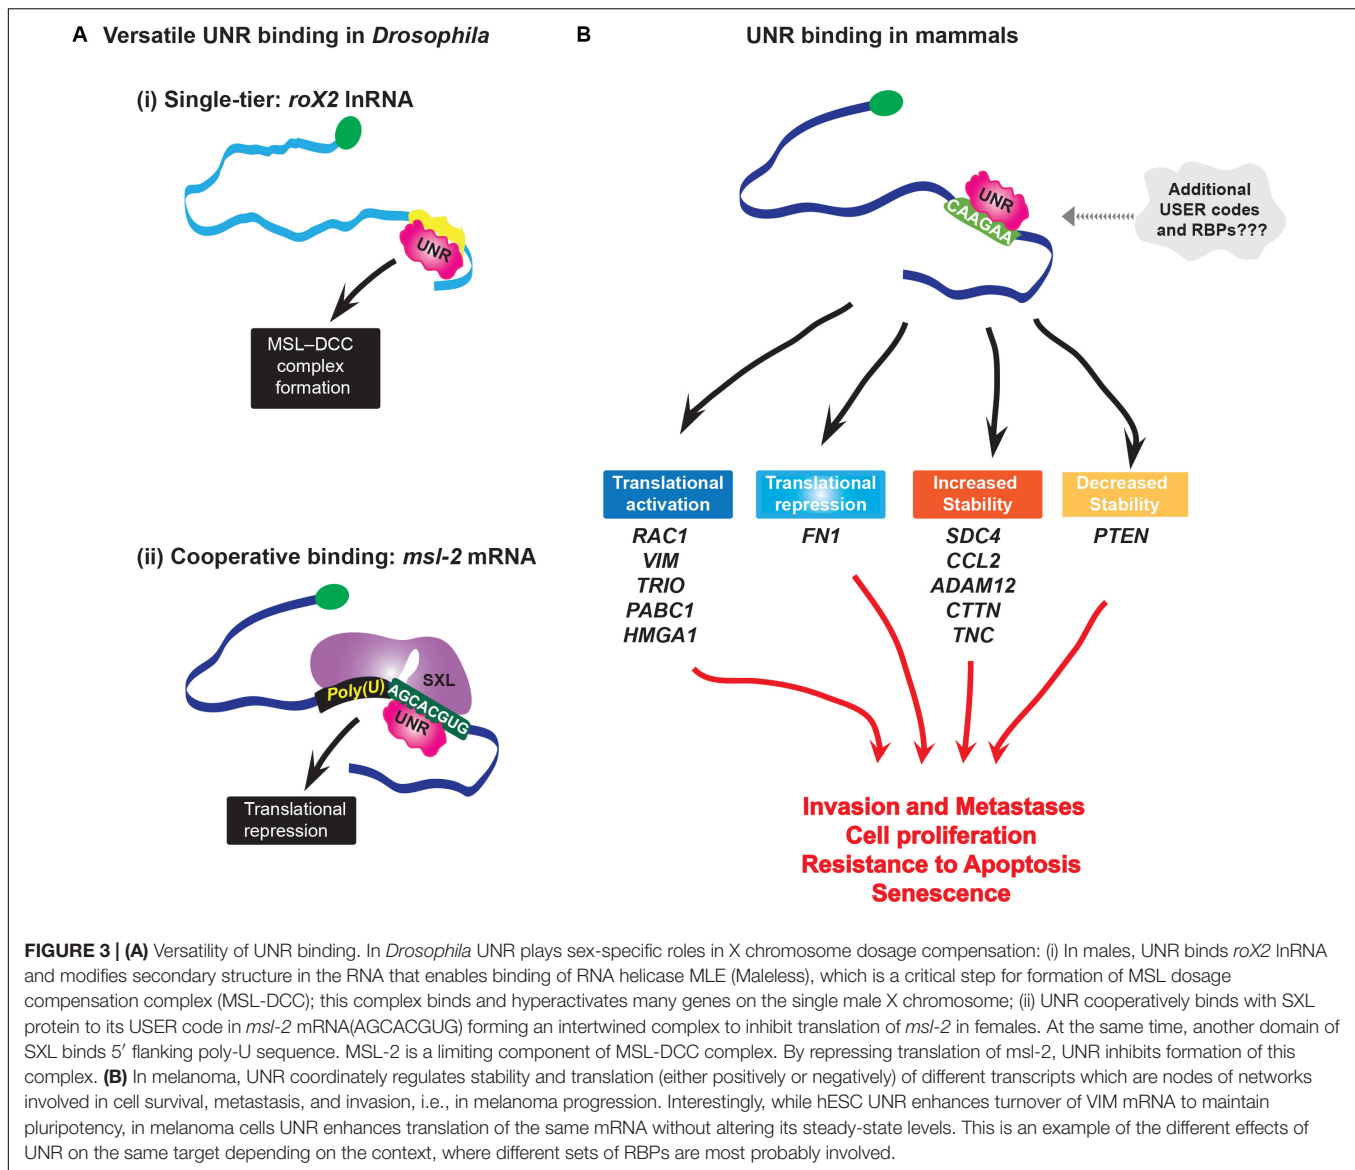 A Versatile UNR binding in Drosophila
(i) Single-tier: roX2 lnRNA
UNR
MSL–DCC
complex
formation
(ii) Cooperative binding: msl-2 mRNA
SXL
Poly(U)
AGCACGUG
UNR
Translational
repression
B UNR binding in mammals
UNR
CAAGAA
Additional
USER codes
and RBPs???
Translational
activation
RAC1
VIM
TRIO
PABC1
HMGA1
Translational
repression
FN1
Increased
Stability
SDC4
CCL2
ADAM12
CTTN
TNC
Decreased
Stability
PTEN
Invasion and Metastases
Cell proliferation
Resistance to Apoptosis
Senescence
FIGURE 3 | (A) Versatility of UNR binding. In Drosophila UNR plays sex-specific roles in X chromosome dosage compensation: (i) In males, UNR binds roX2 lnRNA
and modifies secondary structure in the RNA that enables binding of RNA helicase MLE (Maleless), which is a critical step for formation of MSL dosage
compensation complex (MSL-DCC); this complex binds and hyperactivates many genes on the single male X chromosome; (ii) UNR cooperatively binds with SXL
protein to its USER code in msl-2 mRNA(AGCACGUG) forming an intertwined complex to inhibit translation of msl-2 in females. At the same time, another domain of
SXL binds 5′ flanking poly-U sequence. MSL-2 is a limiting component of MSL-DCC complex. By repressing translation of msl-2, UNR inhibits formation of this
complex. (B) In melanoma, UNR coordinately regulates stability and translation (either positively or negatively) of different transcripts which are nodes of networks
involved in cell survival, metastasis, and invasion, i.e., in melanoma progression. Interestingly, while hESC UNR enhances turnover of VIM mRNA to maintain
pluripotency, in melanoma cells UNR enhances translation of the same mRNA without altering its steady-state levels. This is an example of the different effects of
UNR on the same target depending on the context, where different sets of RBPs are most probably involved.